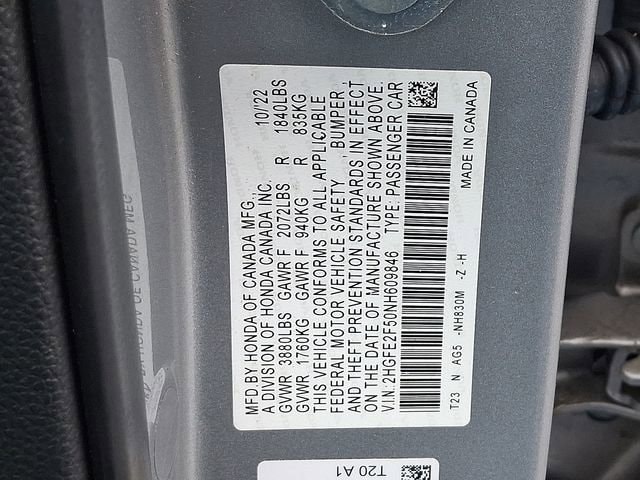 MFD.BY HONDA OF CANADA MFG., 10/'22
A DIVISION OF HONDA CANADA INC.
GVWR 3880LBS GAWR F 2072LBS R 1840LBS
GVWR 1760KG GAWR F 940KG R 835KG
THIS VEHICLE CONFORMS TO ALL APPLICABLE
FEDERAL MOTOR VEHICLE SAFETY , BUMPER ,
AND THEFT PREVENTION STANDARDS IN EFFECT
ON THE DATE OF MANUFACTURE SHOWN ABOVE.
V.I.N: 2HGFE2F50NH609846 TYPE: PASSENGER CAR
T23 N AG5 -NH830M -Z -H MADE IN CANADA
T20 A1